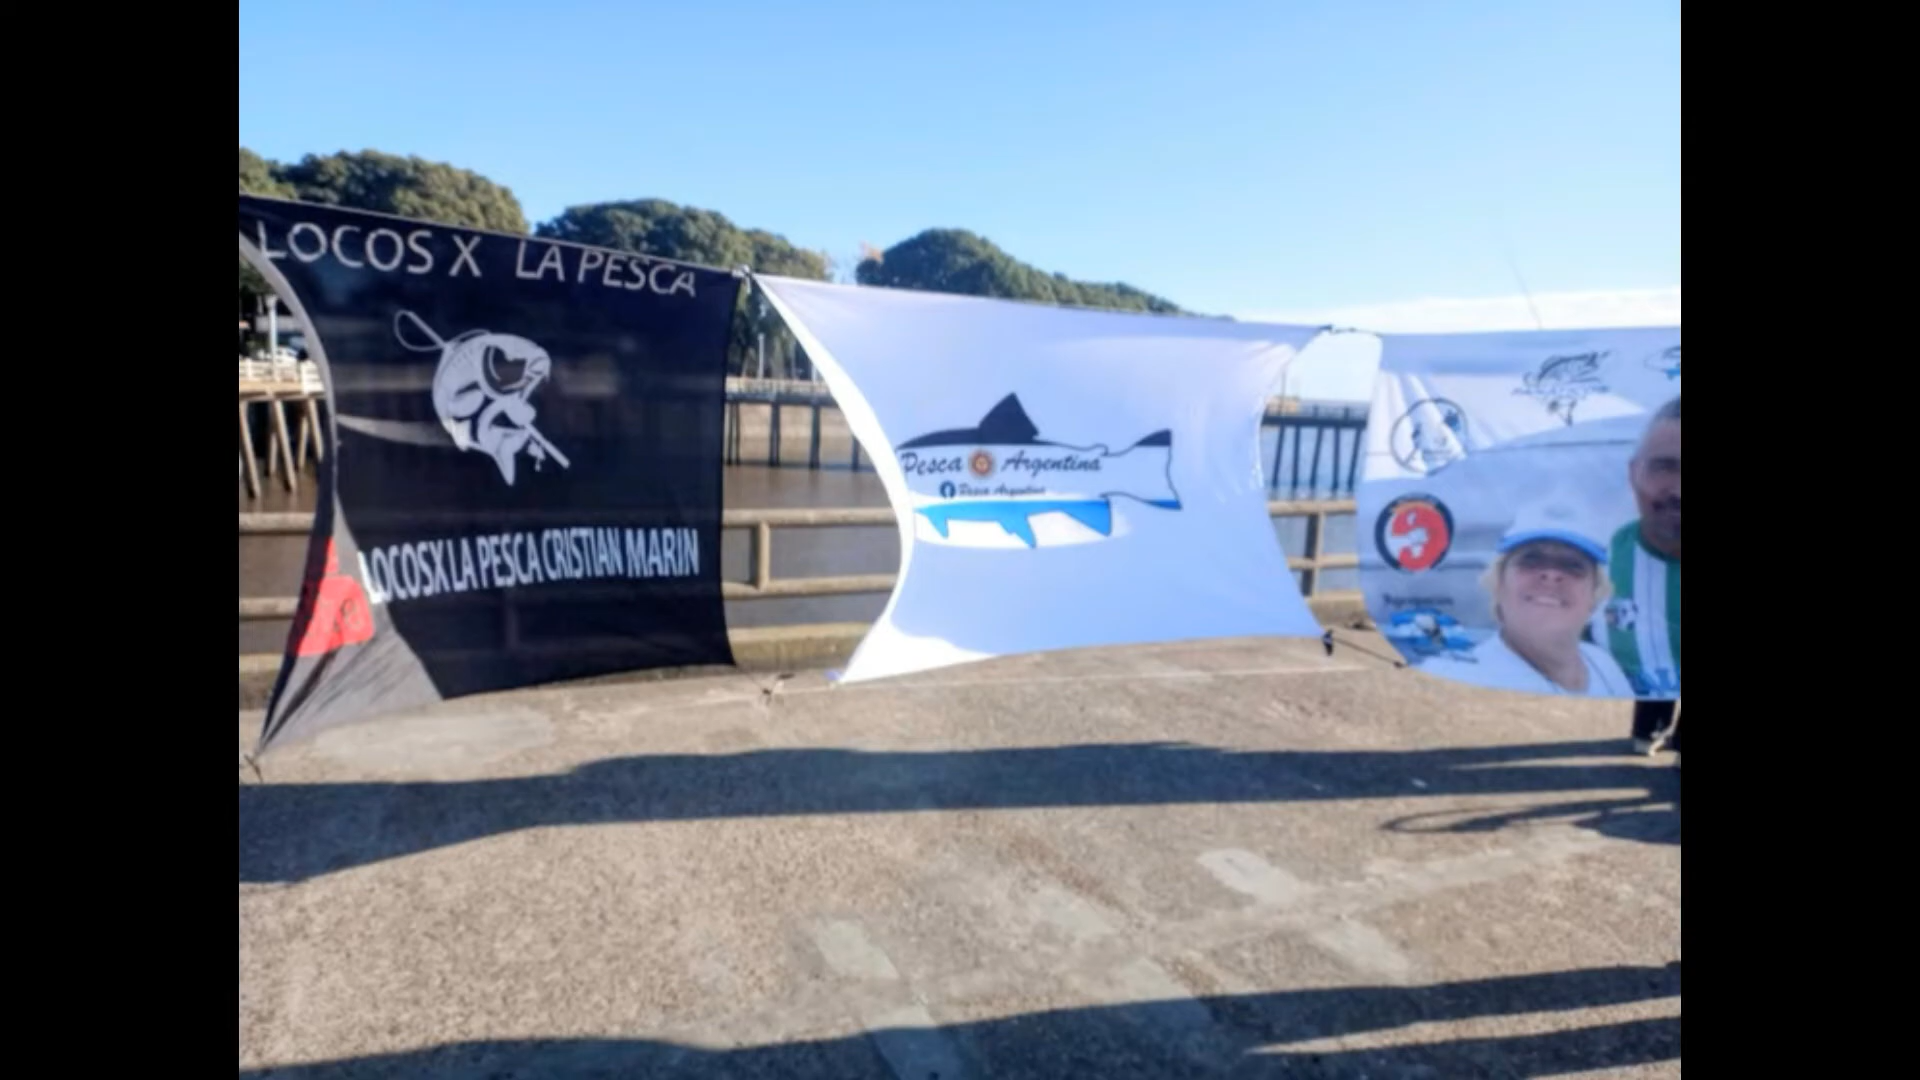 LOCOS X LA PESCA
LOCOSX LA PESCA CRISTIAN MARIN
Pesca Argentina
Pesca Argentina